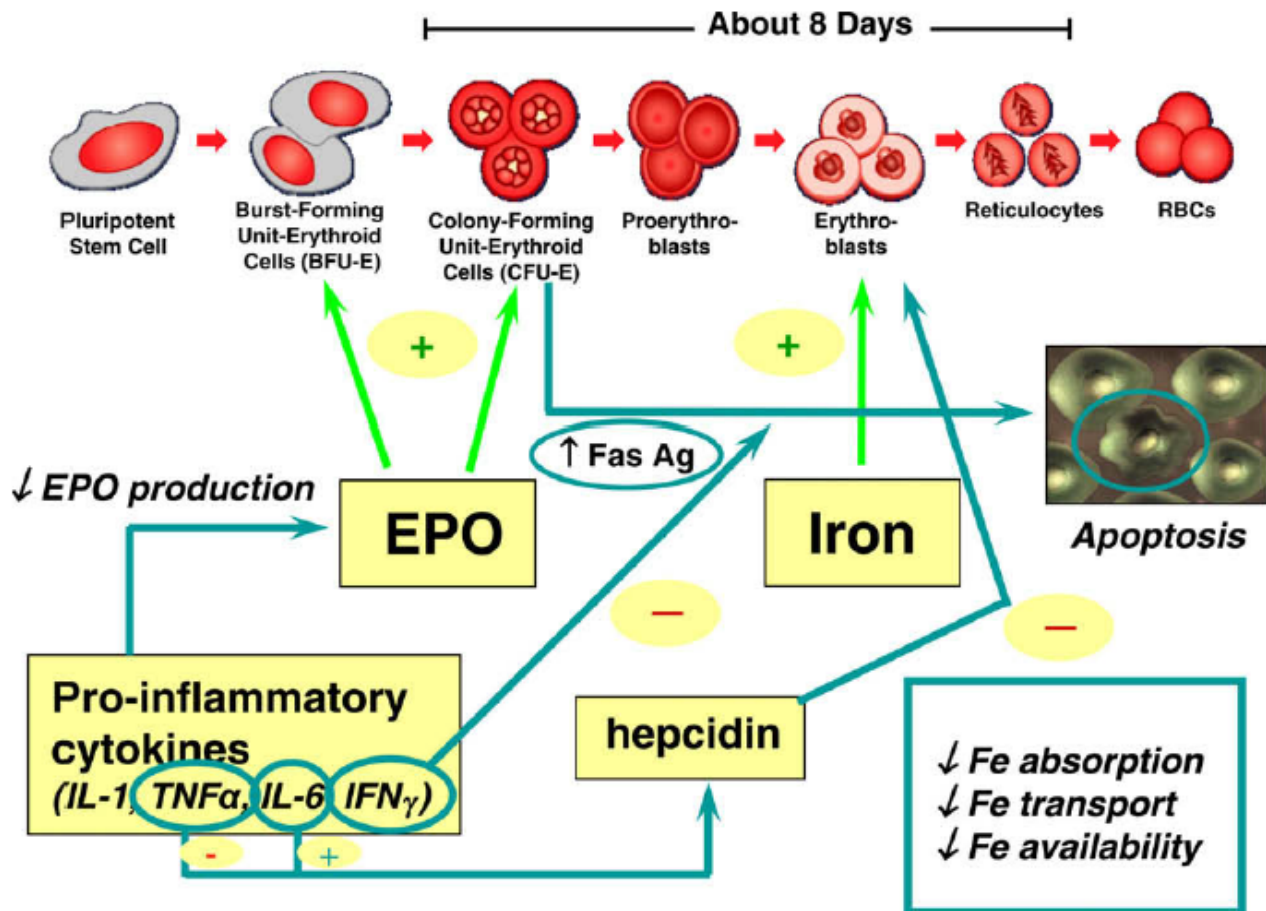 About 8 Days
Pluripotent
Stem Cell
Burst-Forming
Unit-Erythroid
Cells (BFU-E)
Colony-Forming
Unit-Erythroid
Cells (CFU-E)
Proerythro-
blasts
Erythro-
blasts
Reticulocytes
RBCs
+
+
↑ Fas Ag
↓ EPO production
EPO
Iron
Apoptosis
—
—
Pro-inflammatory
cytokines
(IL-1, TNFα, IL-6 IFNγ)
- +
hepcidin
↓ Fe absorption
↓ Fe transport
↓ Fe availability